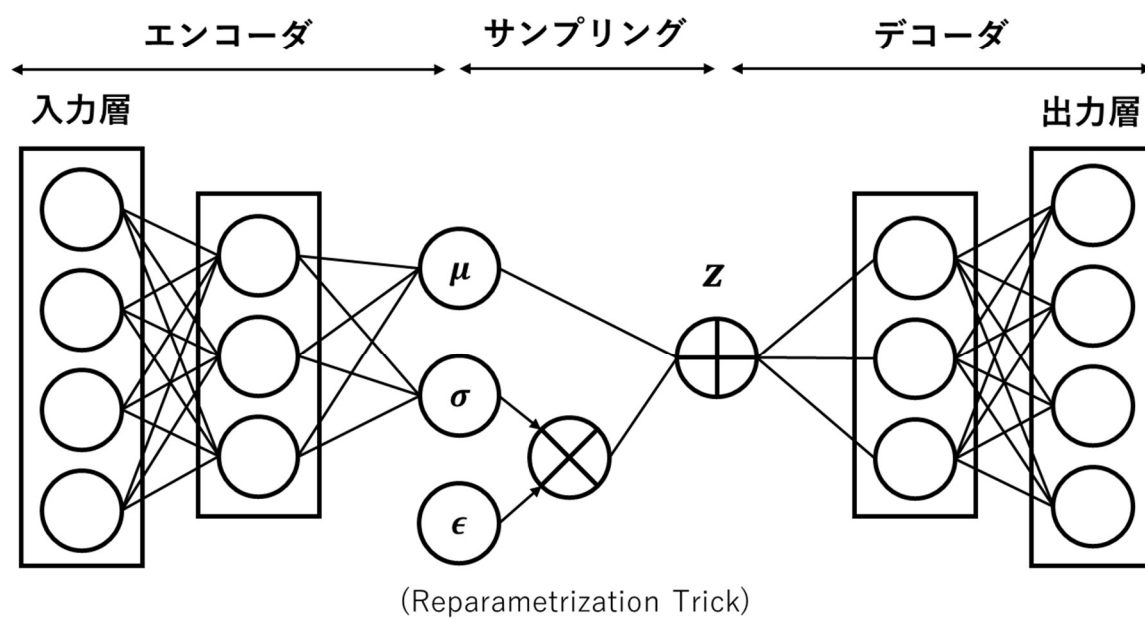 エンコーダ
サンプリング
デコーダ
入力層
出力層
μ
z
σ
ϵ
(Reparametrization Trick)